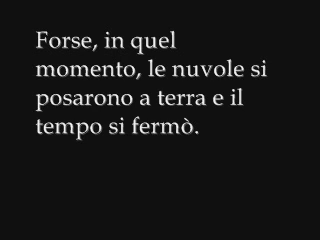 Forse, in quel
momento, le nuvole si
posarono a terra e il
tempo si fermò.